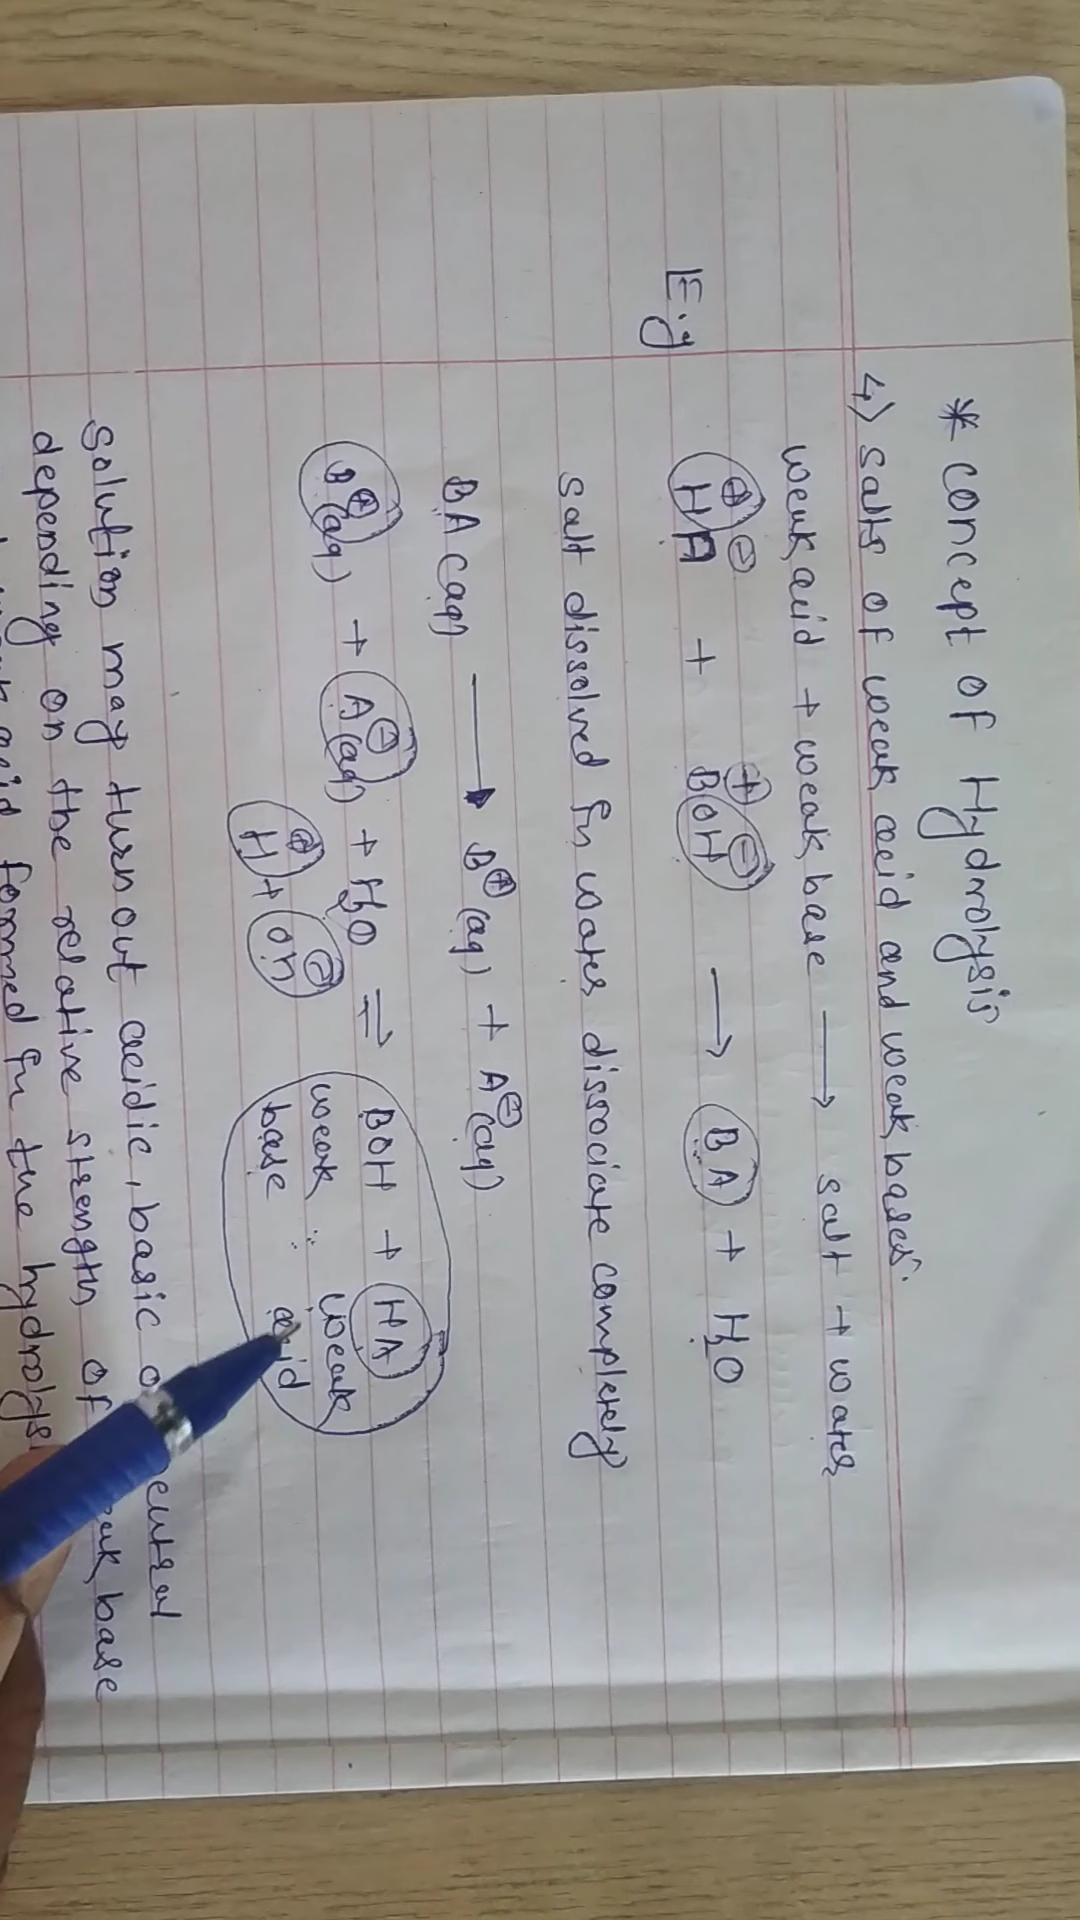 * Concept of Hydrolysis
4) Salts of weak acid and weak bases.
weak acid + weak base ⟶ salt + water
E.g H⊕A⊖ + B⊕OH⊖ ⟶ BA + H₂O
salt dissolved in water dissociate completely
BA (aq) ⟶ B⊕(aq) + A⊖(aq)
B⊕(aq) + A⊖(aq) + H₂O ⇌ BOH + HA
H⊕ + OH⊖ weak base weak acid
solution may turn out acidic, basic or neutral
depending on the relative strength of weak base
acid formed in the